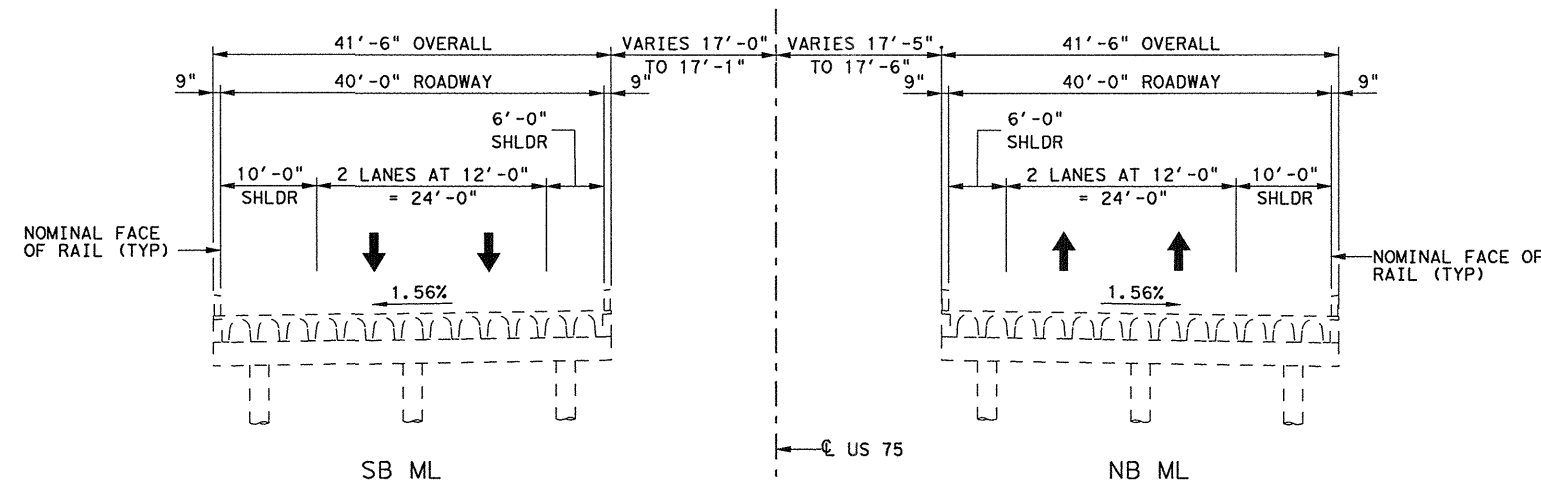 41'-6" OVERALL
VARIES 17'-0"
TO 17'-1"
VARIES 17'-5"
TO 17'-6"
41'-6" OVERALL
9"
40'-0" ROADWAY
9"
9"
40'-0" ROADWAY
9"
6'-0"
SHLDR
6'-0"
SHLDR
10'-0"
SHLDR
2 LANES AT 12'-0"
= 24'-0"
2 LANES AT 12'-0"
= 24'-0"
10'-0"
SHLDR
NOMINAL FACE
OF RAIL (TYP)
NOMINAL FACE OF
RAIL (TYP)
1.56%
1.56%
℄ US 75
SB ML
NB ML